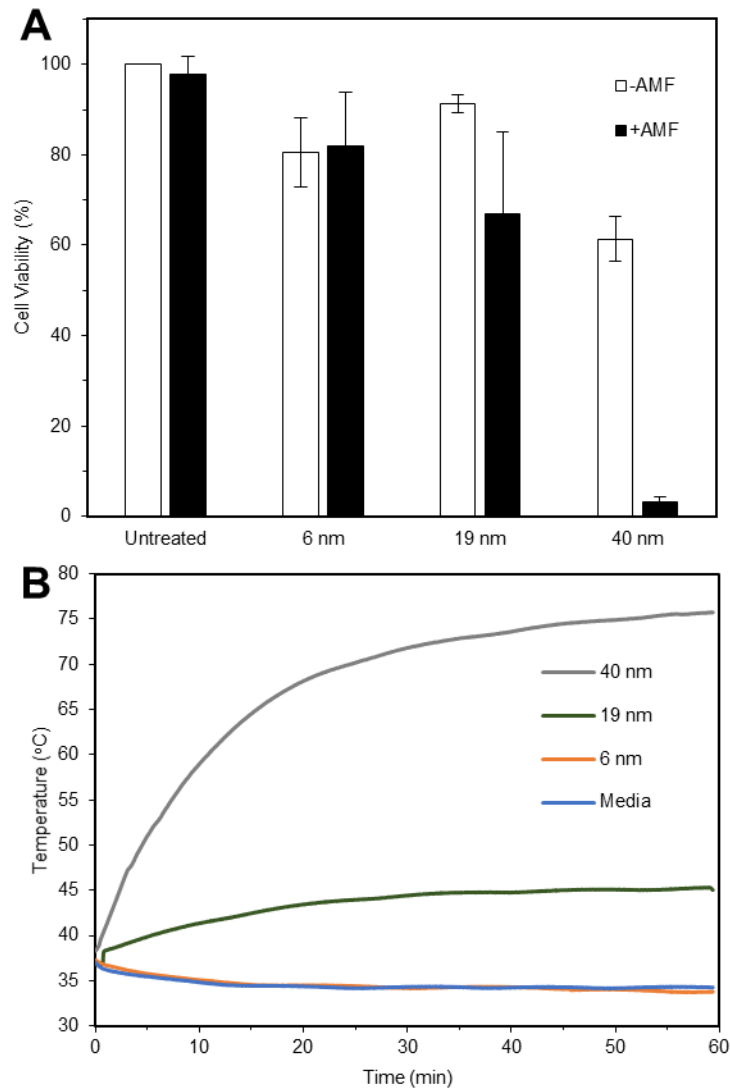 A
Cell Viability (%)
100
80
60
40
20
0
-AMF
+AMF
Untreated 6 nm 19 nm 40 nm
B
Temperature (°C)
80
75
70
65
60
55
50
45
40
35
30
40 nm
19 nm
6 nm
Media
0 10 20 30 40 50 60
Time (min)